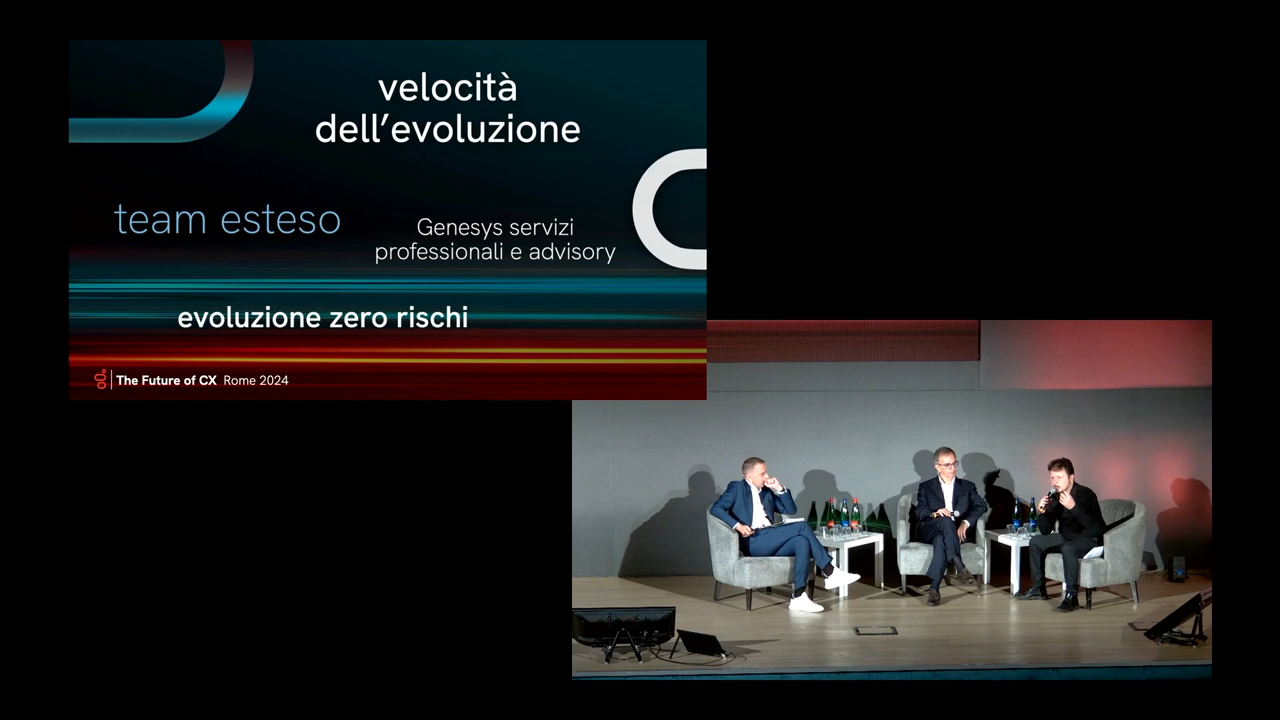 velocità
dell’evoluzione
team esteso
Genesys servizi
professionali e advisory
evoluzione zero rischi
The Future of CX Rome 2024